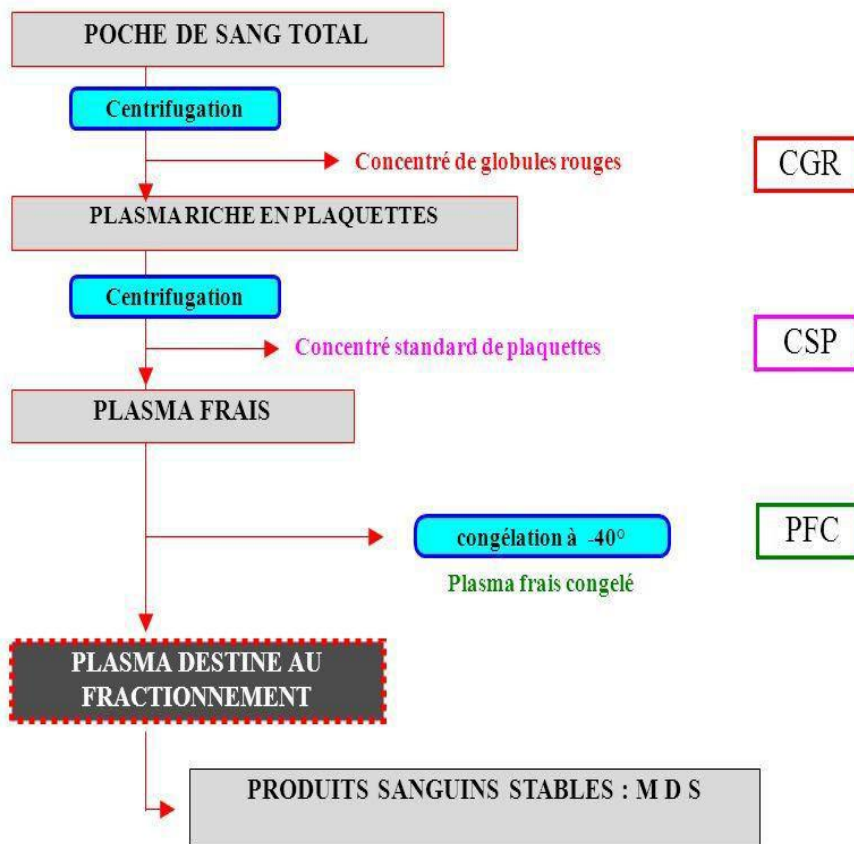 POCHE DE SANG TOTAL
Centrifugation
Concentré de globules rouges
CGR
PLASMA RICHE EN PLAQUETTES
Centrifugation
Concentré standard de plaquettes
CSP
PLASMA FRAIS
congélation à -40°
PFC
Plasma frais congelé
PLASMA DESTINE AU
FRACTIONNEMENT
PRODUITS SANGUINS STABLES : M D S